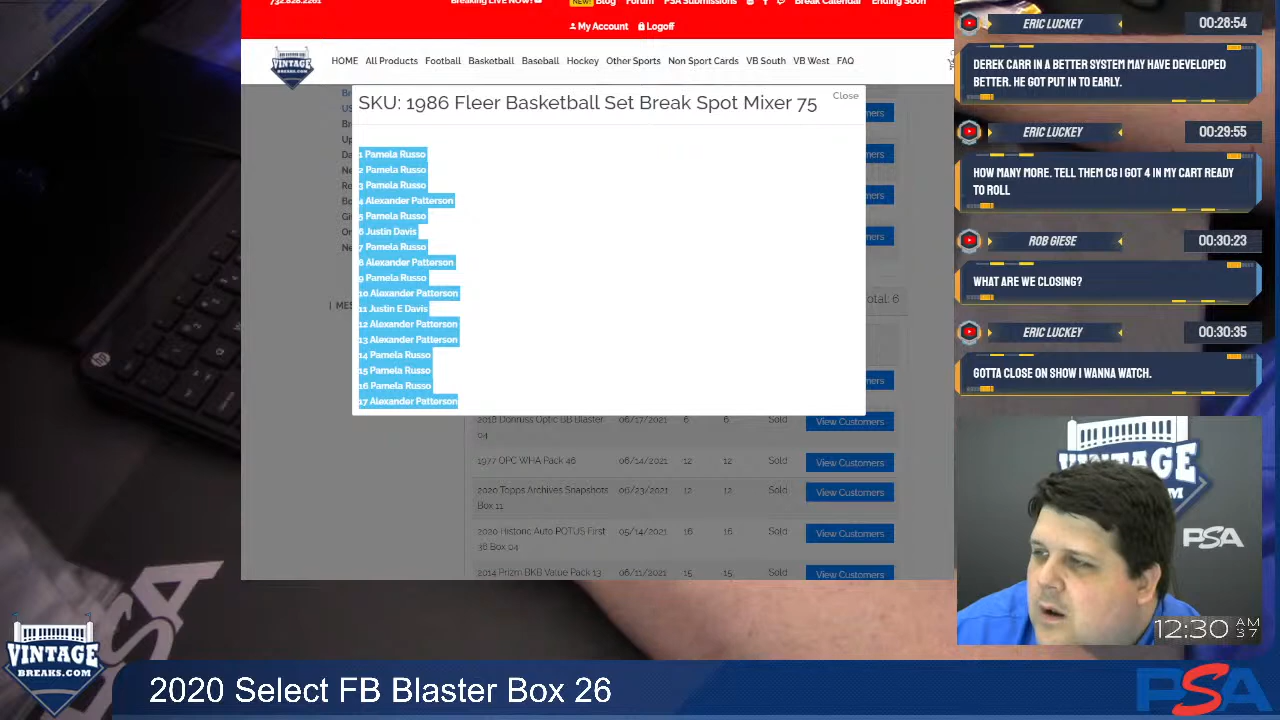 732.828.2261
Breaking LIVE NOW!
NEW! Blog Forum PSA Submissions Break Calendar Ending Soon
My Account Logoff
HOME All Products Football Basketball Baseball Hockey Other Sports Non Sport Cards VB South VB West FAQ
SKU: 1986 Fleer Basketball Set Break Spot Mixer 75
Close
1 Pamela Russo
2 Pamela Russo
3 Pamela Russo
4 Alexander Patterson
5 Pamela Russo
6 Justin Davis
7 Pamela Russo
8 Alexander Patterson
9 Pamela Russo
10 Alexander Patterson
11 Justin E Davis
12 Alexander Patterson
13 Alexander Patterson
14 Pamela Russo
15 Pamela Russo
16 Pamela Russo
17 Alexander Patterson
otal: 6
2018 Donruss Optic BB Blaster 04 06/17/2021 6 6 Sold View Customers
1977 OPC WHA Pack 46 06/14/2021 12 12 Sold View Customers
2020 Topps Archives Snapshots Box 11 06/23/2021 12 12 Sold View Customers
2020 Historic Auto POTUS First 36 Box 04 05/14/2021 16 16 Sold View Customers
2014 Prizm BKB Value Pack 13 06/11/2021 15 15 Sold View Customers
ERIC LUCKEY 00:28:54
DEREK CARR IN A BETTER SYSTEM MAY HAVE DEVELOPED
BETTER. HE GOT PUT IN TO EARLY.
ERIC LUCKEY 00:29:55
HOW MANY MORE. TELL THEM CG I GOT 4 IN MY CART READY
TO ROLL
ROB GIESE 00:30:23
WHAT ARE WE CLOSING?
ERIC LUCKEY 00:30:35
GOTTA CLOSE ON SHOW I WANNA WATCH.
VINTAGE
PSA
12:30 AM 37
VINTAGE
BREAKS.COM
2020 Select FB Blaster Box 26
PSA